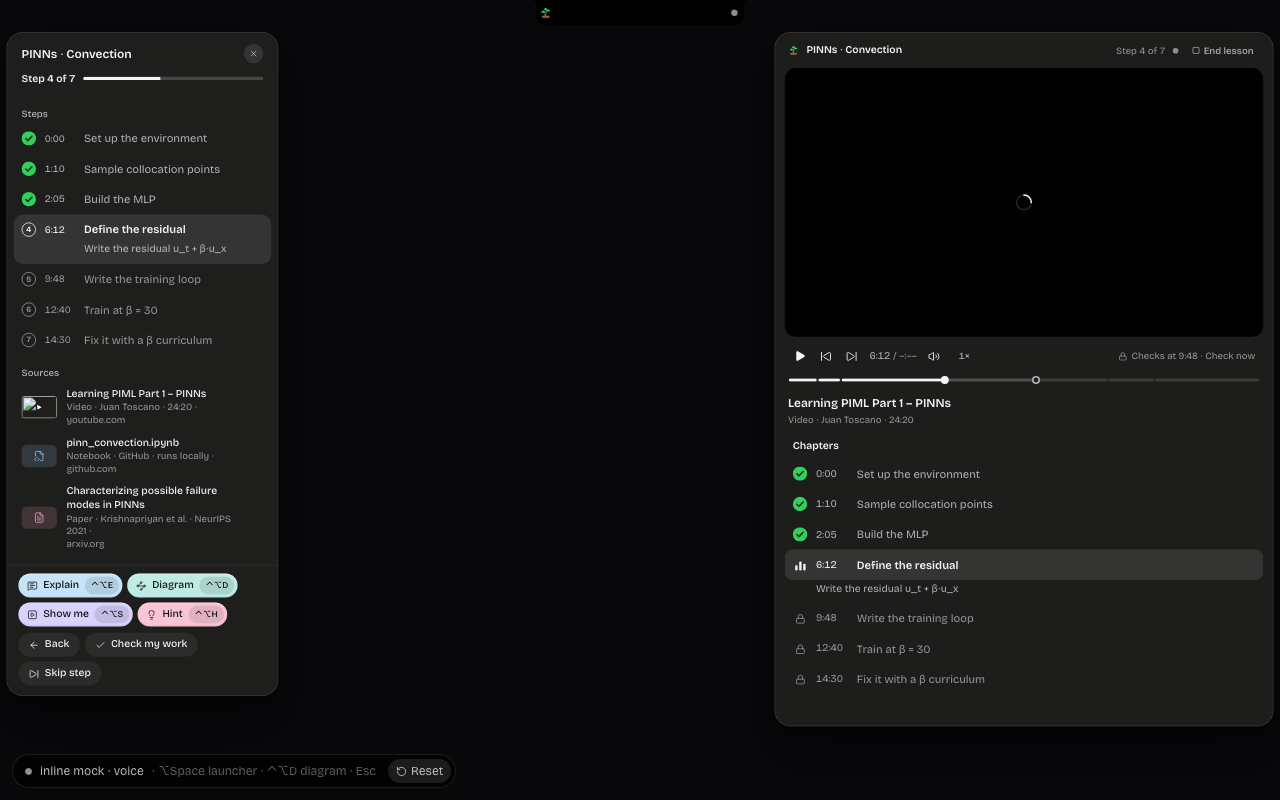 PINNs · Convection
Step 4 of 7
Steps
0:00 Set up the environment
1:10 Sample collocation points
2:05 Build the MLP
4 6:12 Define the residual
Write the residual u_t + β·u_x
5 9:48 Write the training loop
6 12:40 Train at β = 30
7 14:30 Fix it with a β curriculum
Sources
Learning PIML Part 1 – PINNs
Video · Juan Toscano · 24:20 ·
youtube.com
pinn_convection.ipynb
Notebook · GitHub · runs locally ·
github.com
Characterizing possible failure
modes in PINNs
Paper · Krishnapriyan et al. · NeurIPS
2021 ·
arxiv.org
Explain ^⌥E Diagram ^⌥D
Show me ^⌥S Hint ^⌥H
Back Check my work
Skip step
PINNs · Convection Step 4 of 7 End lesson
6:12 / –:–– 1× Checks at 9:48 · Check now
Learning PIML Part 1 – PINNs
Video · Juan Toscano · 24:20
Chapters
0:00 Set up the environment
1:10 Sample collocation points
2:05 Build the MLP
6:12 Define the residual
Write the residual u_t + β·u_x
9:48 Write the training loop
12:40 Train at β = 30
14:30 Fix it with a β curriculum
inline mock · voice · ⌥Space launcher · ^⌥D diagram · Esc Reset